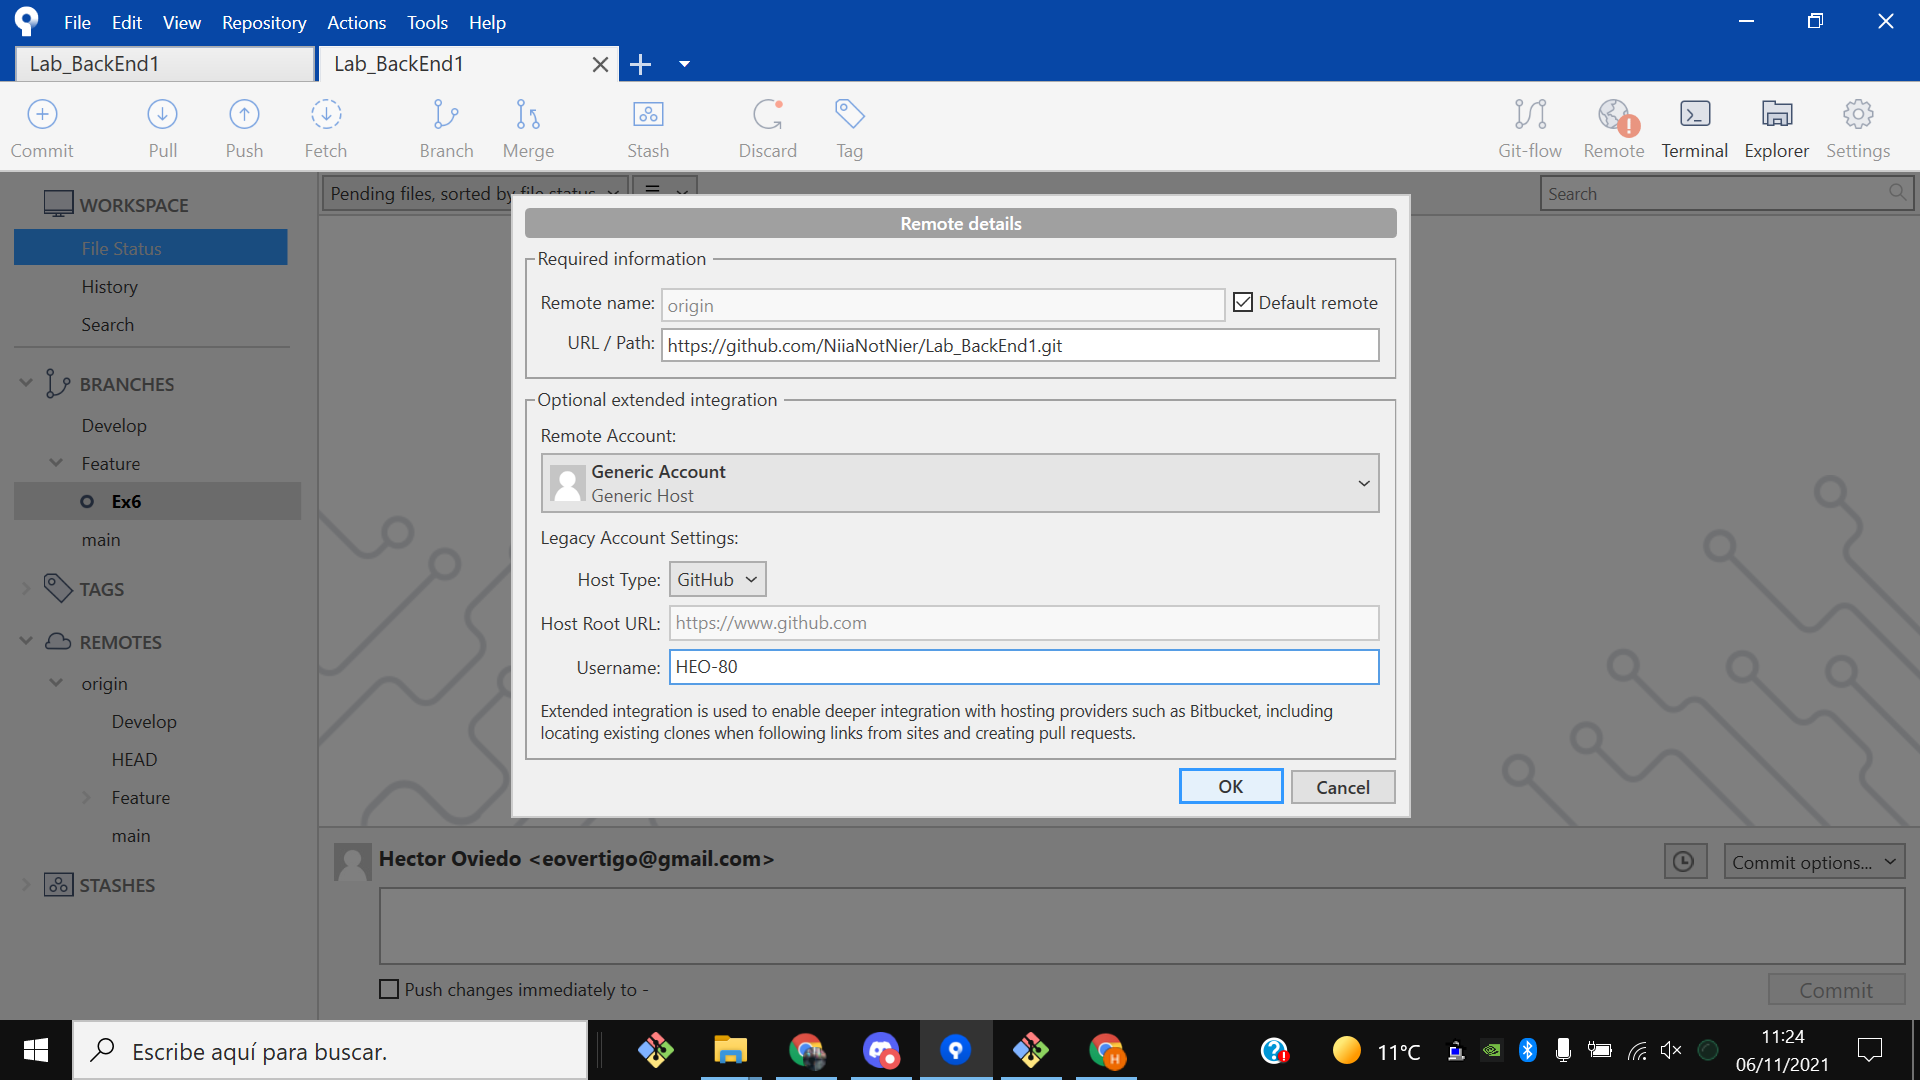 File Edit View Repository Actions Tools Help
Lab_BackEnd1 Lab_BackEnd1
Commit Pull Push Fetch Branch Merge Stash Discard Tag Git-flow Remote Terminal Explorer Settings
Pending files, sorted by file status
Search
WORKSPACE
File Status
History
Search
BRANCHES
Develop
Feature
Ex6
main
TAGS
REMOTES
origin
Develop
HEAD
Feature
main
STASHES
Remote details
Required information
Remote name: origin Default remote
URL / Path: https://github.com/NiiaNotNier/Lab_BackEnd1.git
Optional extended integration
Remote Account:
Generic Account
Generic Host
Legacy Account Settings:
Host Type: GitHub
Host Root URL: https://www.github.com
Username: HEO-80
Extended integration is used to enable deeper integration with hosting providers such as Bitbucket, including
locating existing clones when following links from sites and creating pull requests.
OK Cancel
Hector Oviedo <eovertigo@gmail.com>
Commit options...
Push changes immediately to -
Commit
Escribe aquí para buscar.
11°C
11:24
06/11/2021